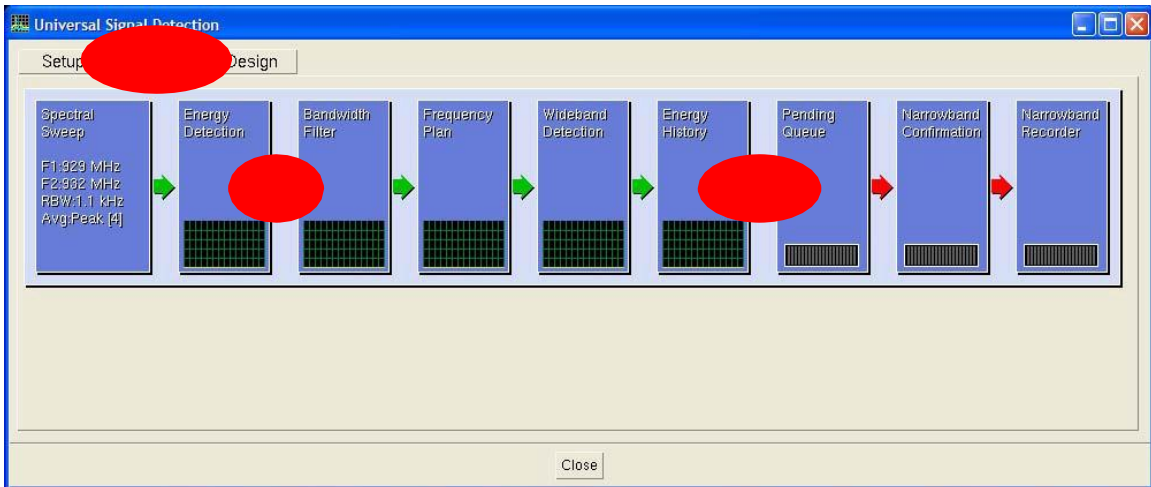 Universal Signal Detection
Setup Design
Spectral
Sweep
F1:929 MHz
F2:932 MHz
RBW:1.1 kHz
Avg:Peak [4]
Energy
Detection
Bandwidth
Filter
Frequency
Plan
Wideband
Detection
Energy
History
Pending
Queue
Narrowband
Confirmation
Narrowband
Recorder
Close